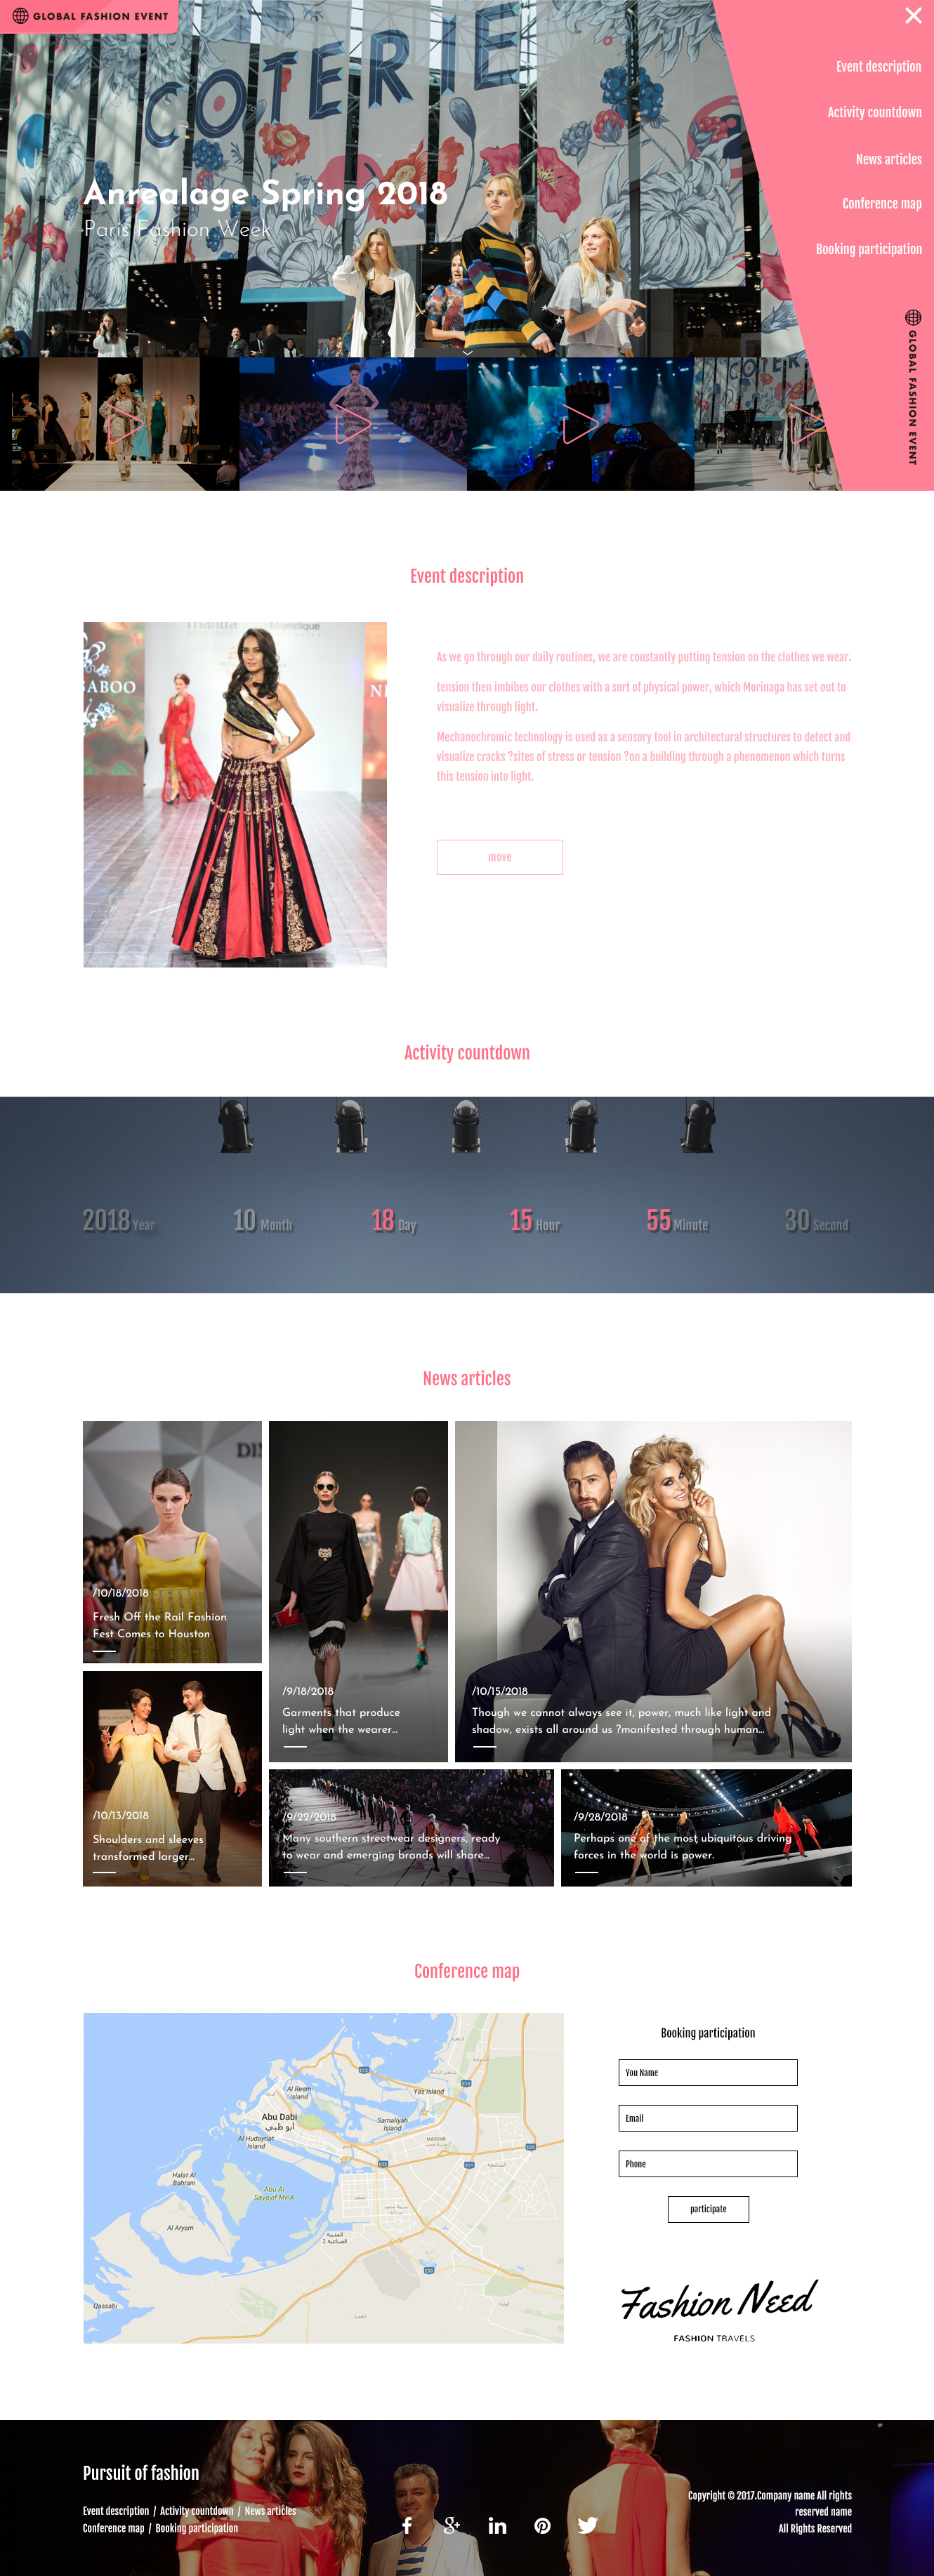 GLOBAL FASHION EVENT
COTERIE
Anrealage Spring 2018
Paris Fashion Week
Event description
Activity countdown
News articles
Conference map
Booking participation
GLOBAL FASHION EVENT
COTERIE
Event description
Majestique
SABOO
As we go through our daily routines, we are constantly putting tension on the clothes we wear.
tension then imbibes our clothes with a sort of physical power, which Morinaga has set out to
visualize through light.
Mechanochromic technology is used as a sensory tool in architectural structures to detect and
visualize cracks ?sites of stress or tension ?on a building through a phenomenon which turns
this tension into light.
move
Activity countdown
2018 Year
10 Month
18 Day
15 Hour
55 Minute
30 Second
News articles
/10/18/2018
Fresh Off the Rail Fashion
Fest Comes to Houston
/9/18/2018
Garments that produce
light when the wearer...
/10/15/2018
Though we cannot always see it, power, much like light and
shadow, exists all around us ?manifested through human...
/10/13/2018
Shoulders and sleeves
transformed larger...
/9/22/2018
Many southern streetwear designers, ready
to wear and emerging brands will share...
/9/28/2018
Perhaps one of the most ubiquitous driving
forces in the world is power.
Conference map
Al Reem
Island
Yas Island
Abu Dabi
أبو ظبي
Samaliyah
Island
Al Hudayriat
Island
MASDAR
Halat Al
Bahrani
Abu Al
Sayayif MPA
Al Aryam
المدينة
الصناعية 2
Qassabi
Booking participation
You Name
Email
Phone
participate
Fashion Need
FASHION TRAVELS
Pursuit of fashion
Event description / Activity countdown / News articles
Conference map / Booking participation
Copyright © 2017.Company name All rights
reserved name
All Rights Reserved